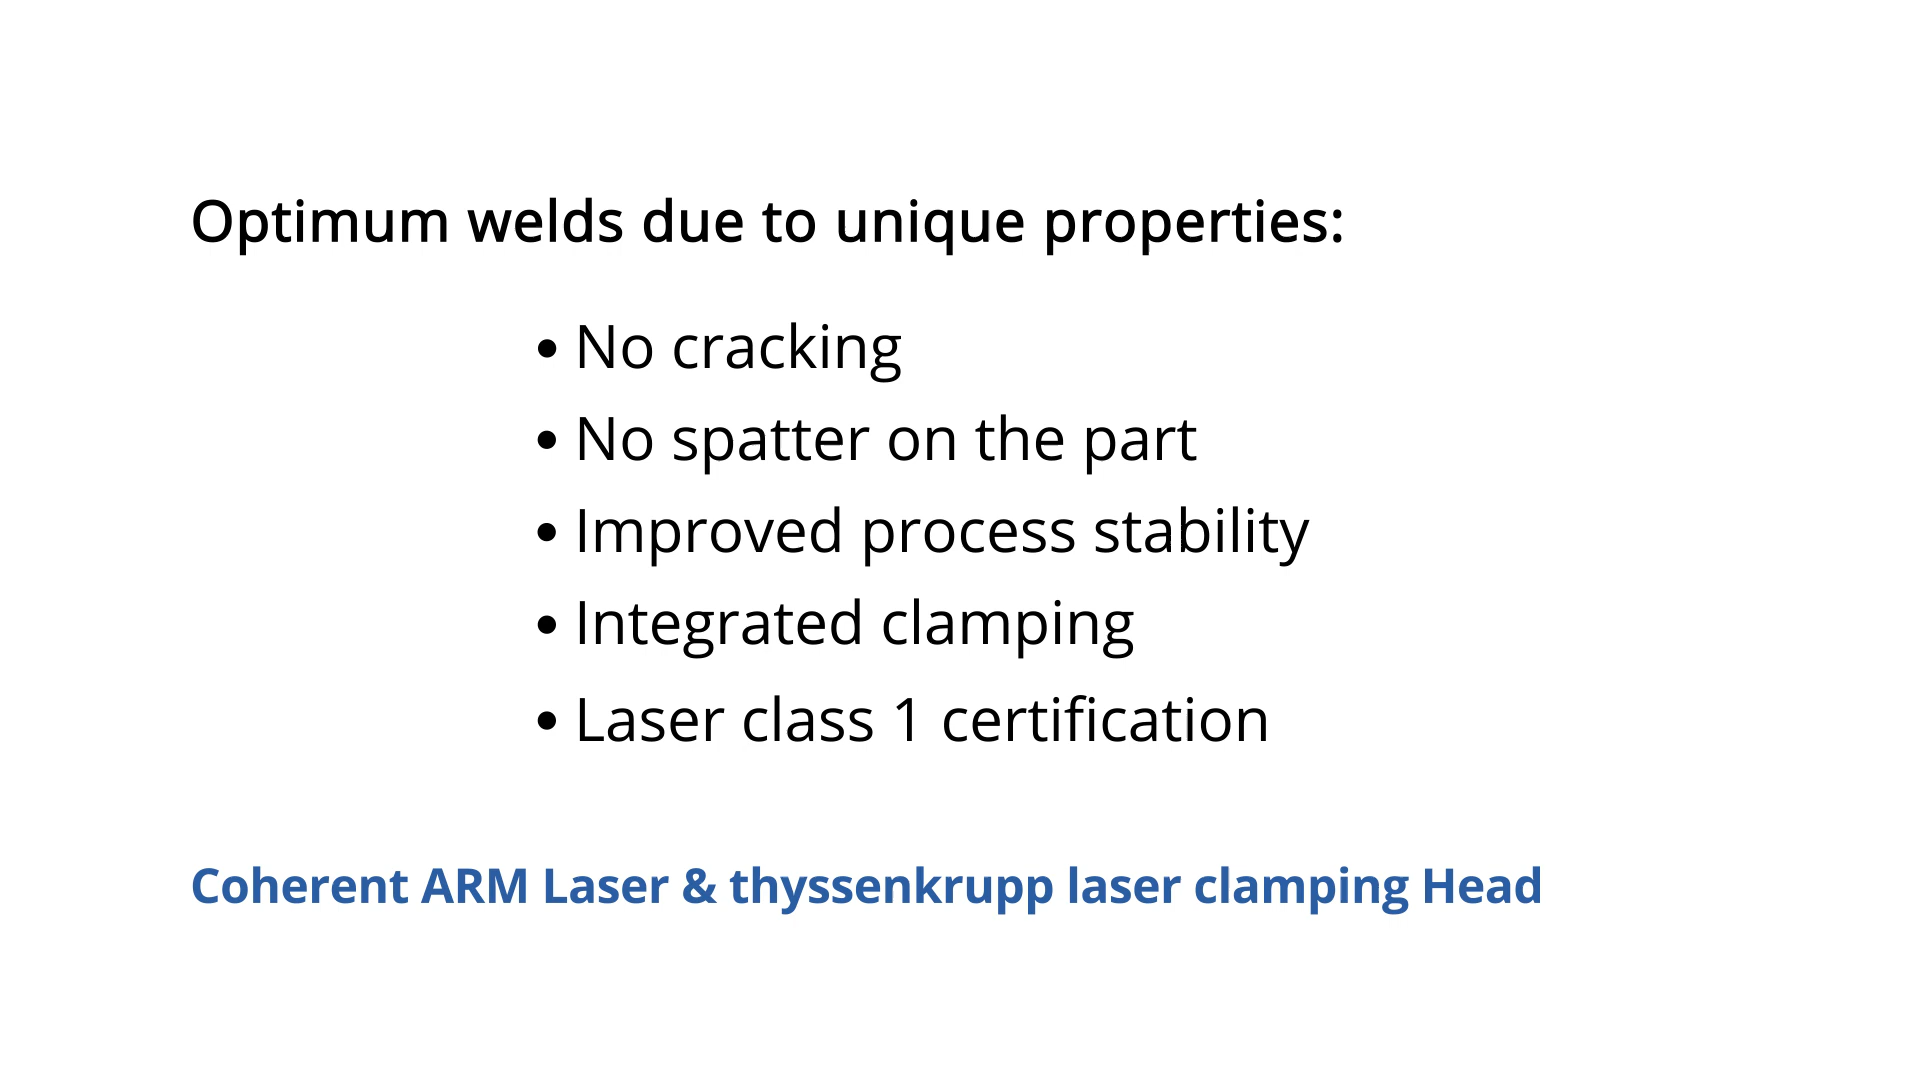 Optimum welds due to unique properties:
• No cracking
• No spatter on the part
• Improved process stability
• Integrated clamping
• Laser class 1 certification
Coherent ARM Laser & thyssenkrupp laser clamping Head